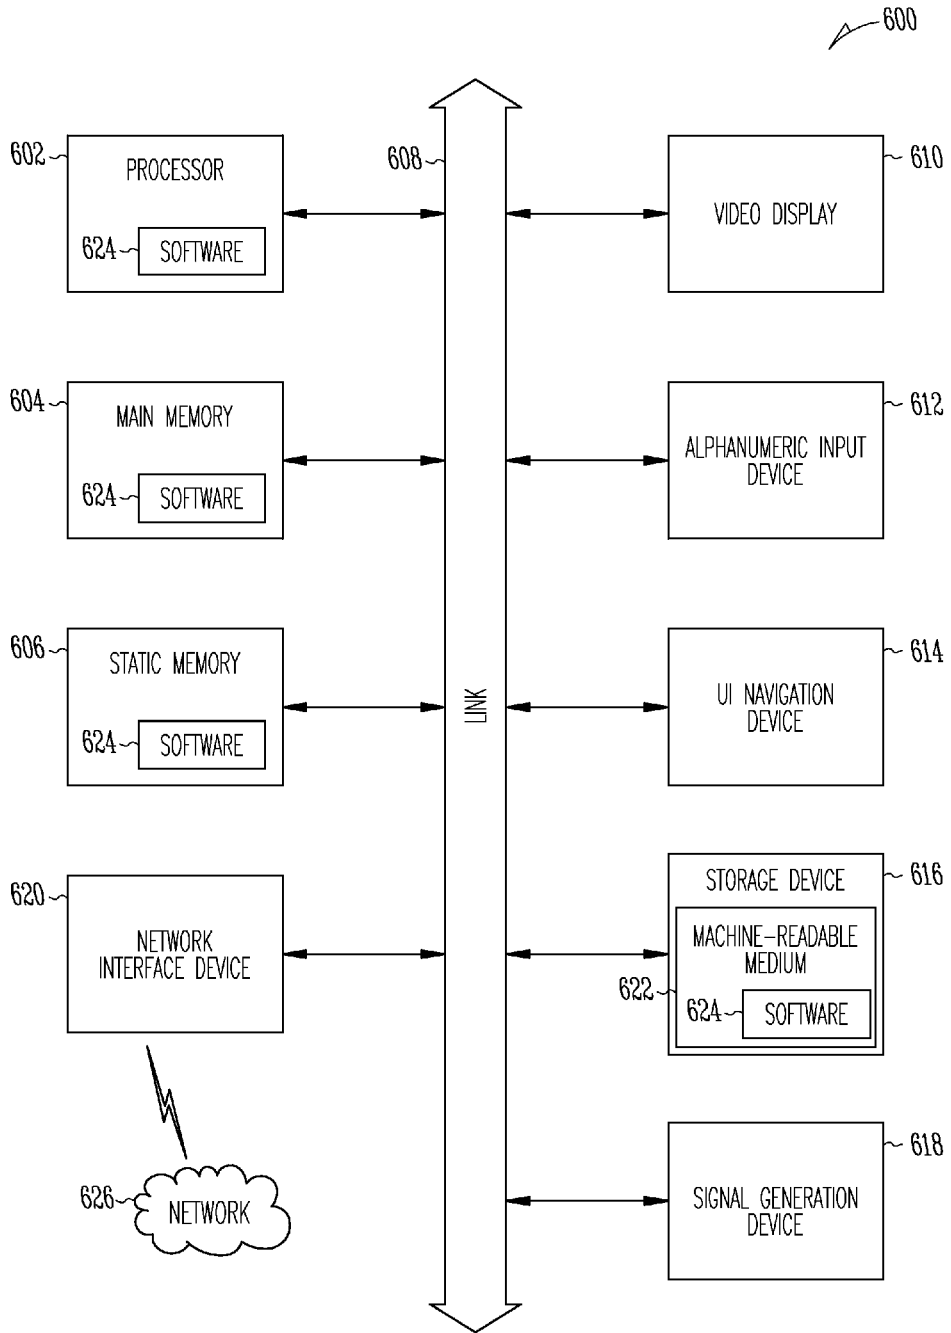 600
602
PROCESSOR
624
SOFTWARE
608
610
VIDEO DISPLAY
604
MAIN MEMORY
624
SOFTWARE
612
ALPHANUMERIC INPUT
DEVICE
606
STATIC MEMORY
624
SOFTWARE
LINK
614
UI NAVIGATION
DEVICE
620
NETWORK
INTERFACE DEVICE
616
STORAGE DEVICE
MACHINE-READABLE
MEDIUM
622
624
SOFTWARE
626
NETWORK
618
SIGNAL GENERATION
DEVICE